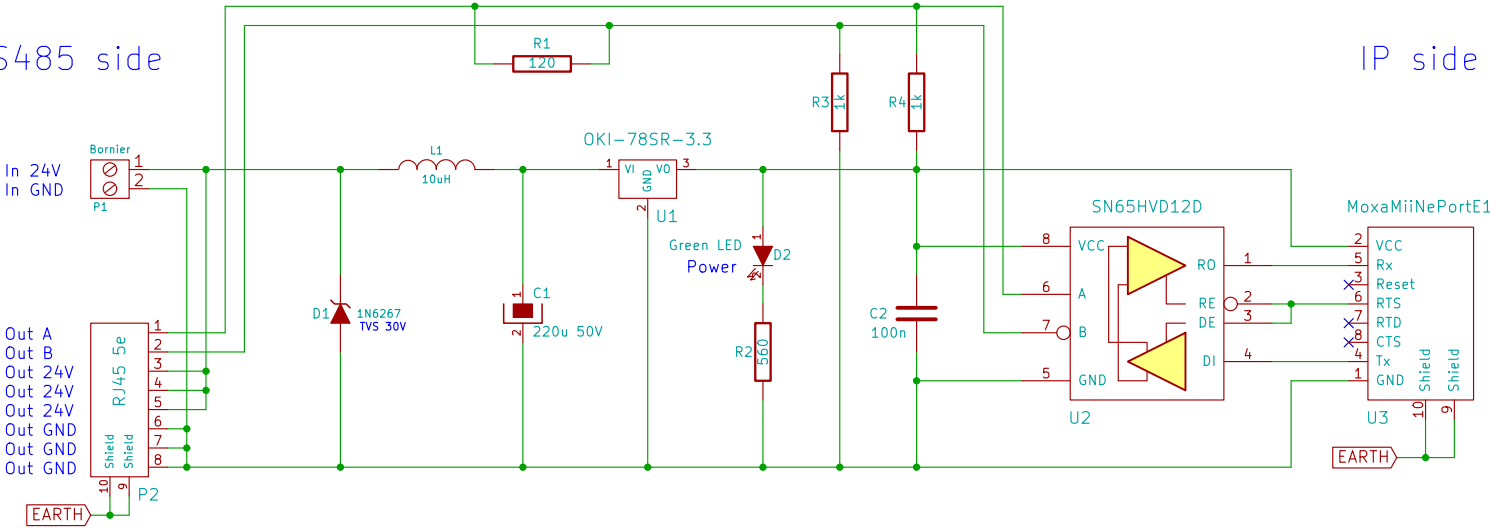 S485 side
IP side
R1
120
R3
1k
R4
1k
OKI-78SR-3.3
Bornier
In 24V
In GND
1
2
P1
L1
10uH
1
VI
VO
3
GND
2
U1
Green LED
Power
1
2
D2
SN65HVD12D
MoxaMiiNePortE1
8
VCC
6
A
7
B
5
GND
RO
1
RE
2
DE
3
DI
4
U2
2
VCC
5
Rx
3
Reset
6
RTS
7
RTD
8
CTS
4
Tx
1
GND
Shield
Shield
10
9
U3
EARTH
D1
1N6267
TVS 30V
C1
1
2
220u 50V
R2
560
C2
100n
Out A
Out B
Out 24V
Out 24V
Out 24V
Out GND
Out GND
Out GND
RJ45 5e
1
2
3
4
5
6
7
8
Shield
Shield
10
9
P2
EARTH